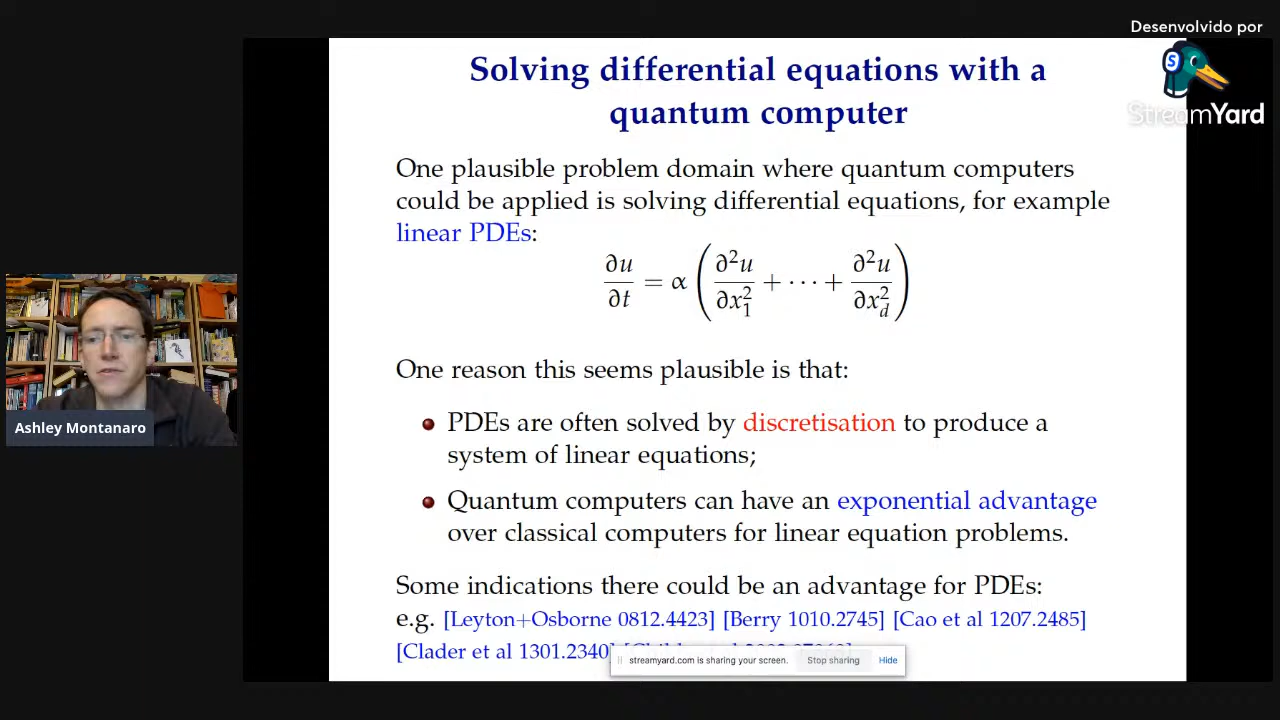 Desenvolvido por
S
StreamYard
Solving differential equations with a
quantum computer
One plausible problem domain where quantum computers
could be applied is solving differential equations, for example
linear PDEs:
∂u/∂t = α (∂²u/∂x₁² + ⋯ + ∂²u/∂x_d²)
One reason this seems plausible is that:
PDEs are often solved by discretisation to produce a
system of linear equations;
Quantum computers can have an exponential advantage
over classical computers for linear equation problems.
Some indications there could be an advantage for PDEs:
e.g. [Leyton+Osborne 0812.4423] [Berry 1010.2745] [Cao et al 1207.2485]
[Clader et al 1301.2340]
streamyard.com is sharing your screen. Stop sharing Hide
Ashley Montanaro